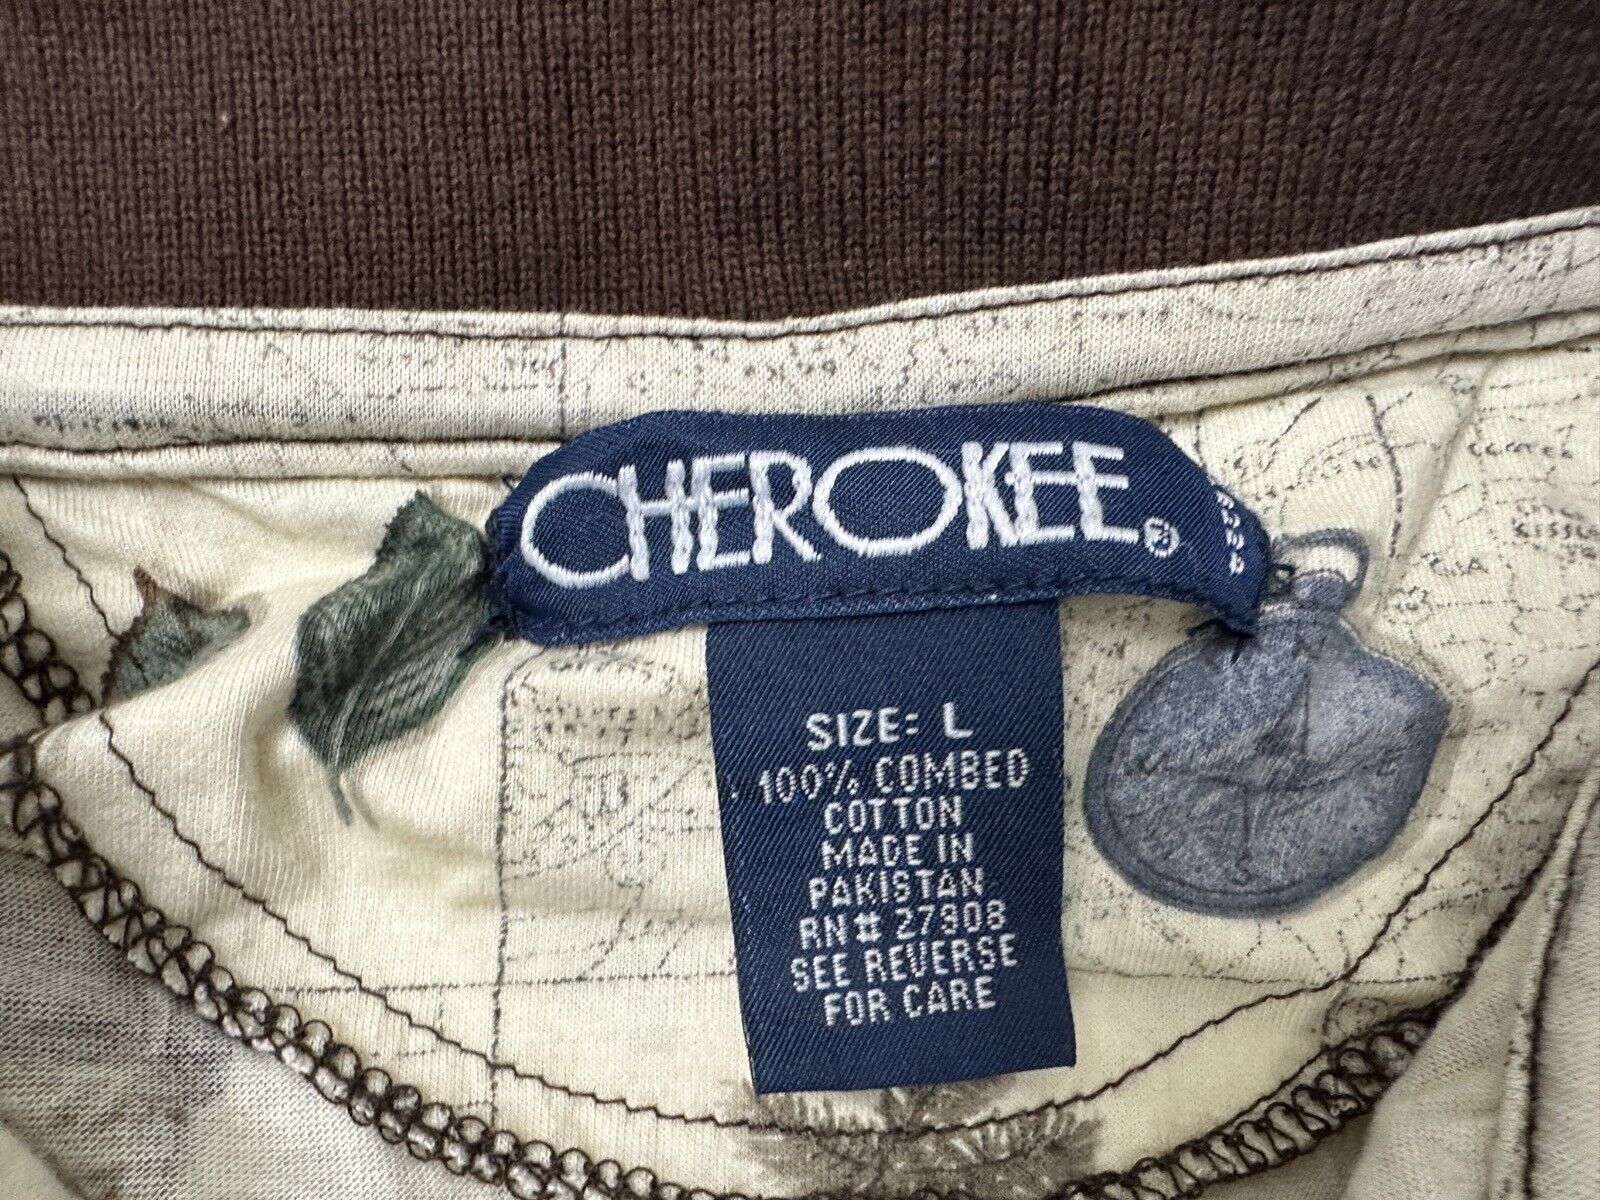 CHEROKEE®
SIZE: L
100% COMBED
COTTON
MADE IN
PAKISTAN
RN# 27908
SEE REVERSE
FOR CARE